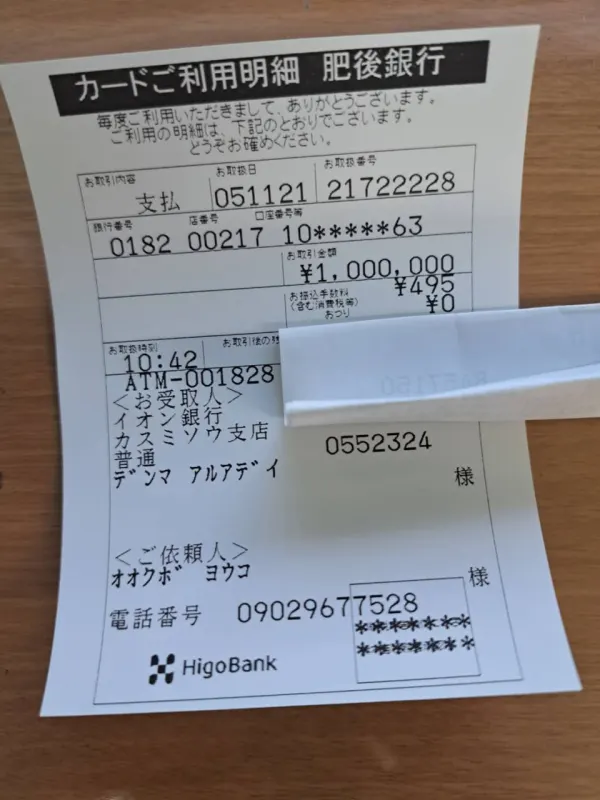 カードご利用明細 肥後銀行
毎度ご利用いただきまして、ありがとうございます。
ご利用の明細は、下記のとおりでございます。
どうぞお確めください。
お取引内容 お取扱日 お取扱番号
支払 051121 21722228
銀行番号 店番号 口座番号等
0182 00217 10*****63
お取引金額
¥1,000,000
お振込手数料 ¥495
(含む消費税等)
おつり ¥0
お取扱時刻 お取引後の
10:42
ATM-001828
<お受取人>
イオン銀行
カスミソウ支店
普通 0552324
デンマ アルアデイ 様
<ご依頼人>
オオクボ ヨウコ 様
電話番号 09029677528
*******
*******
HigoBank